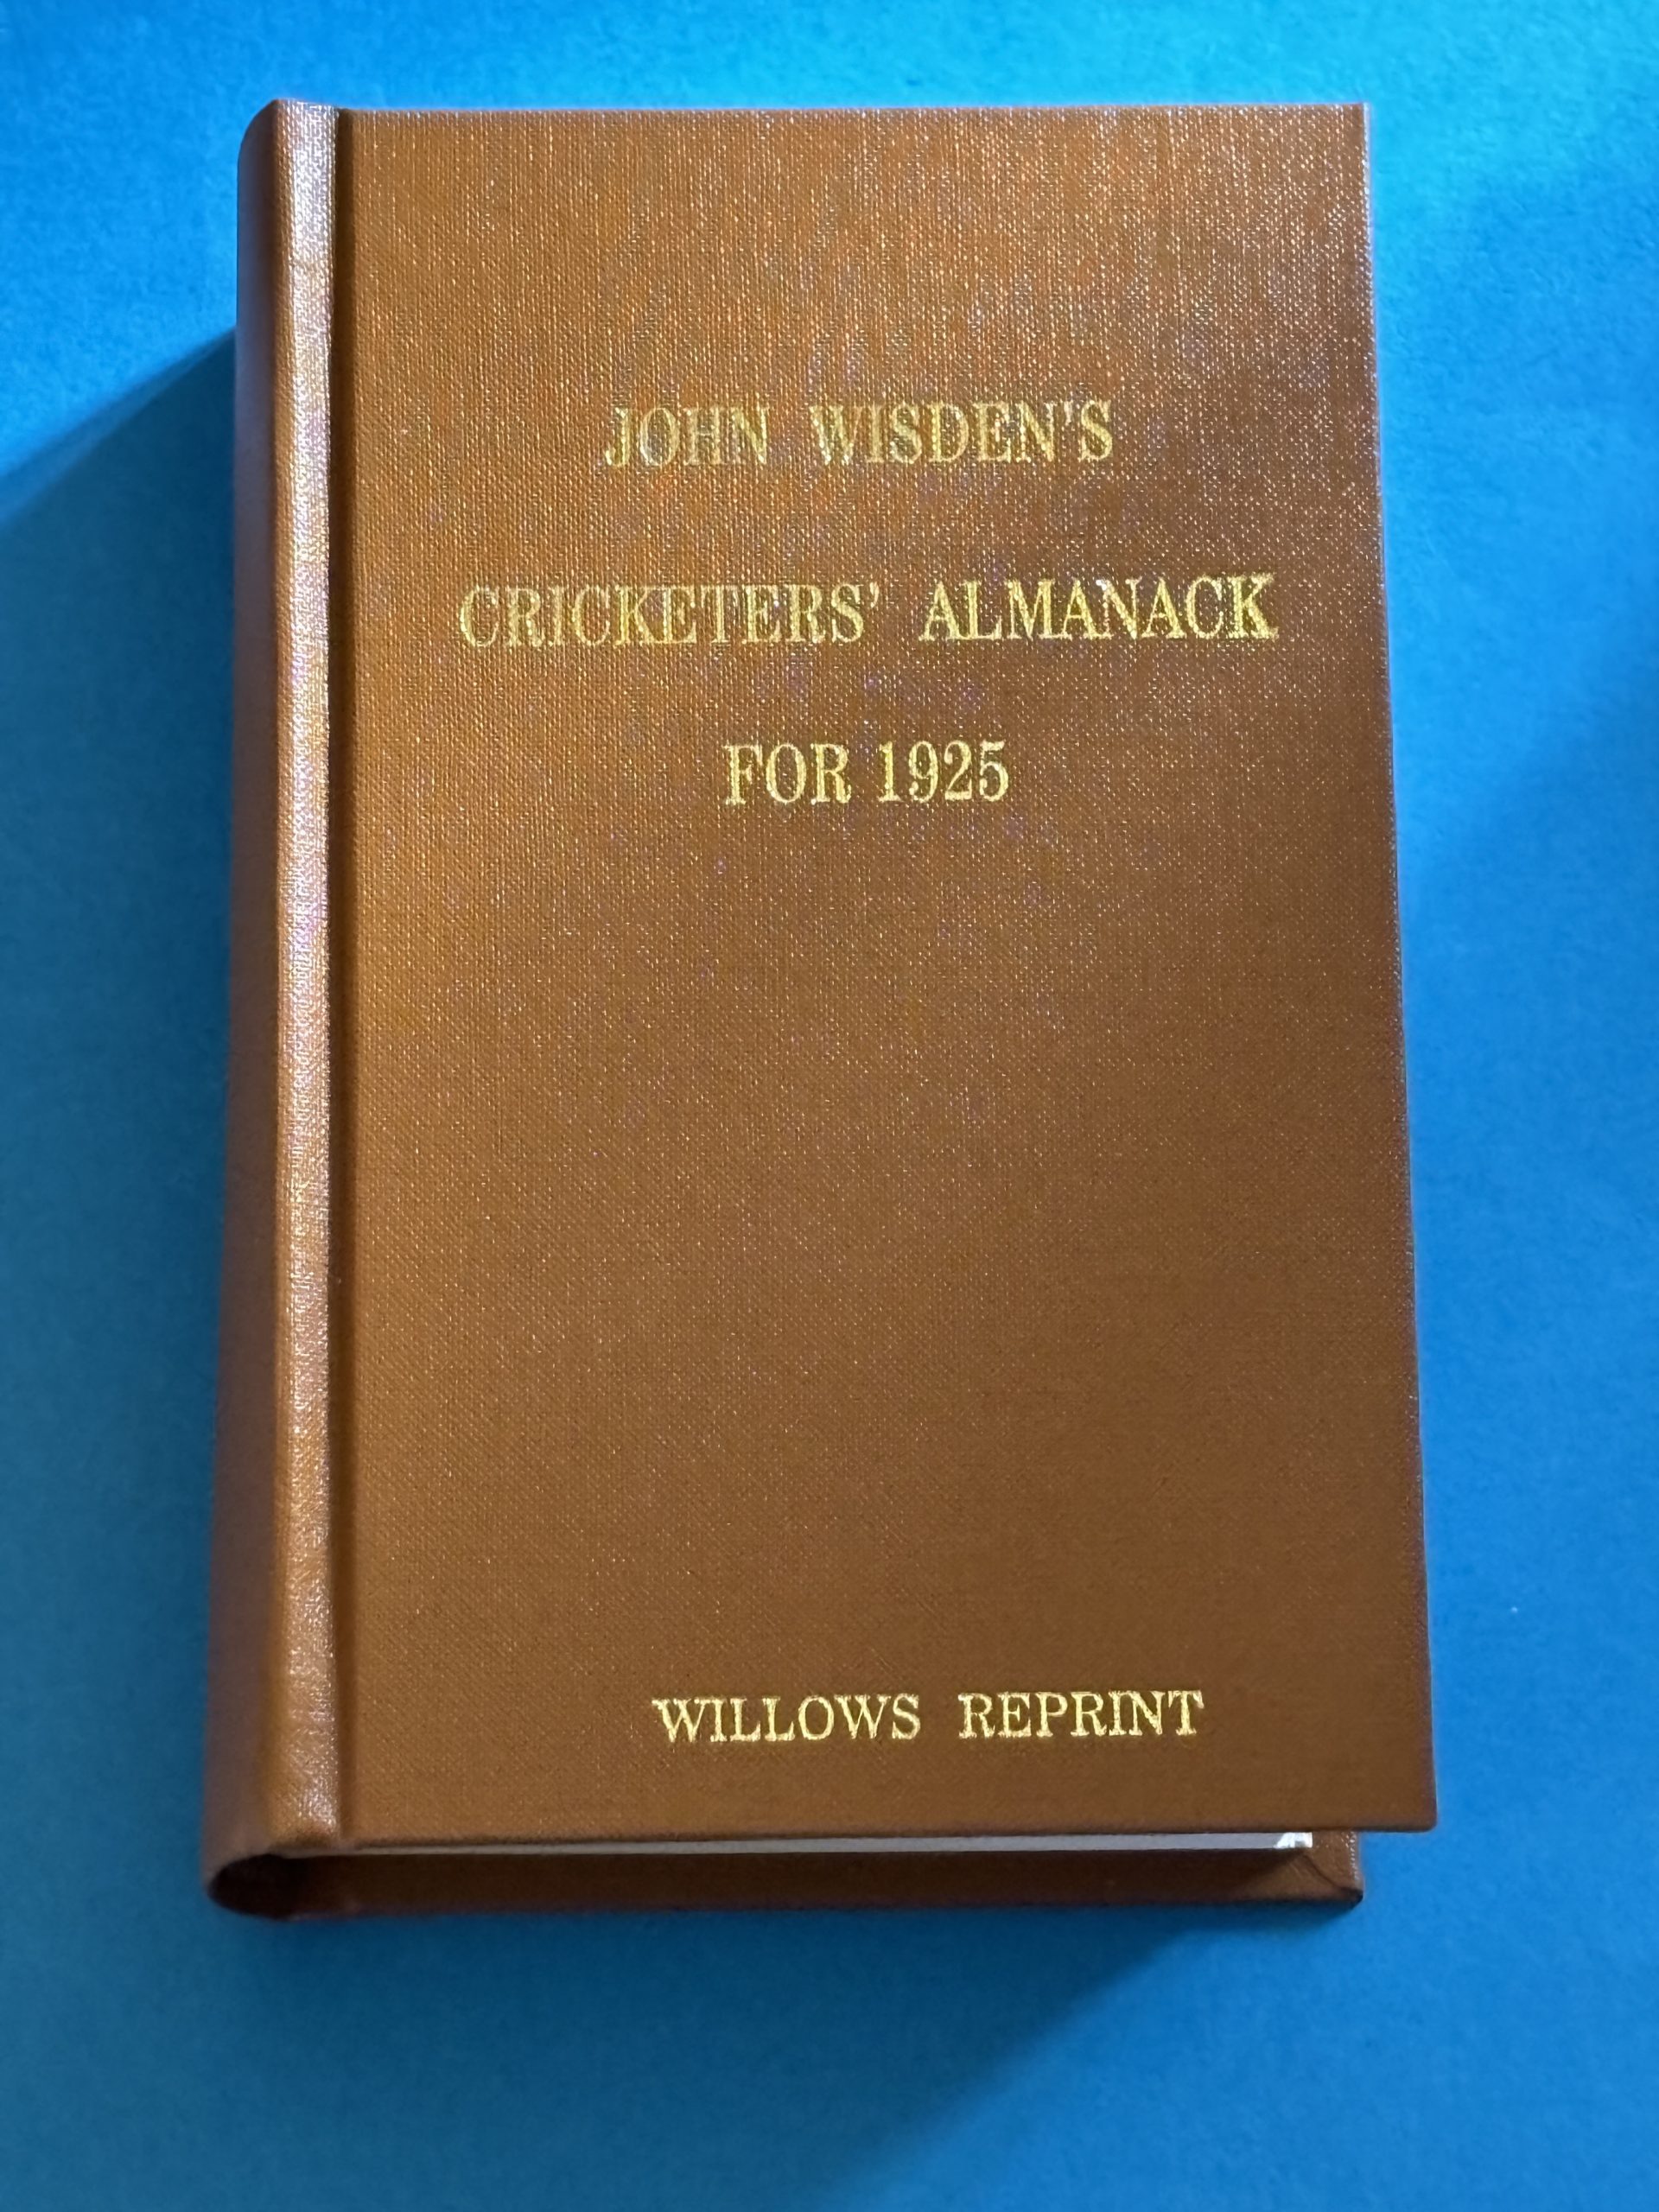 JOHN WISDEN'S
CRICKETERS' ALMANACK
FOR 1925
WILLOWS REPRINT